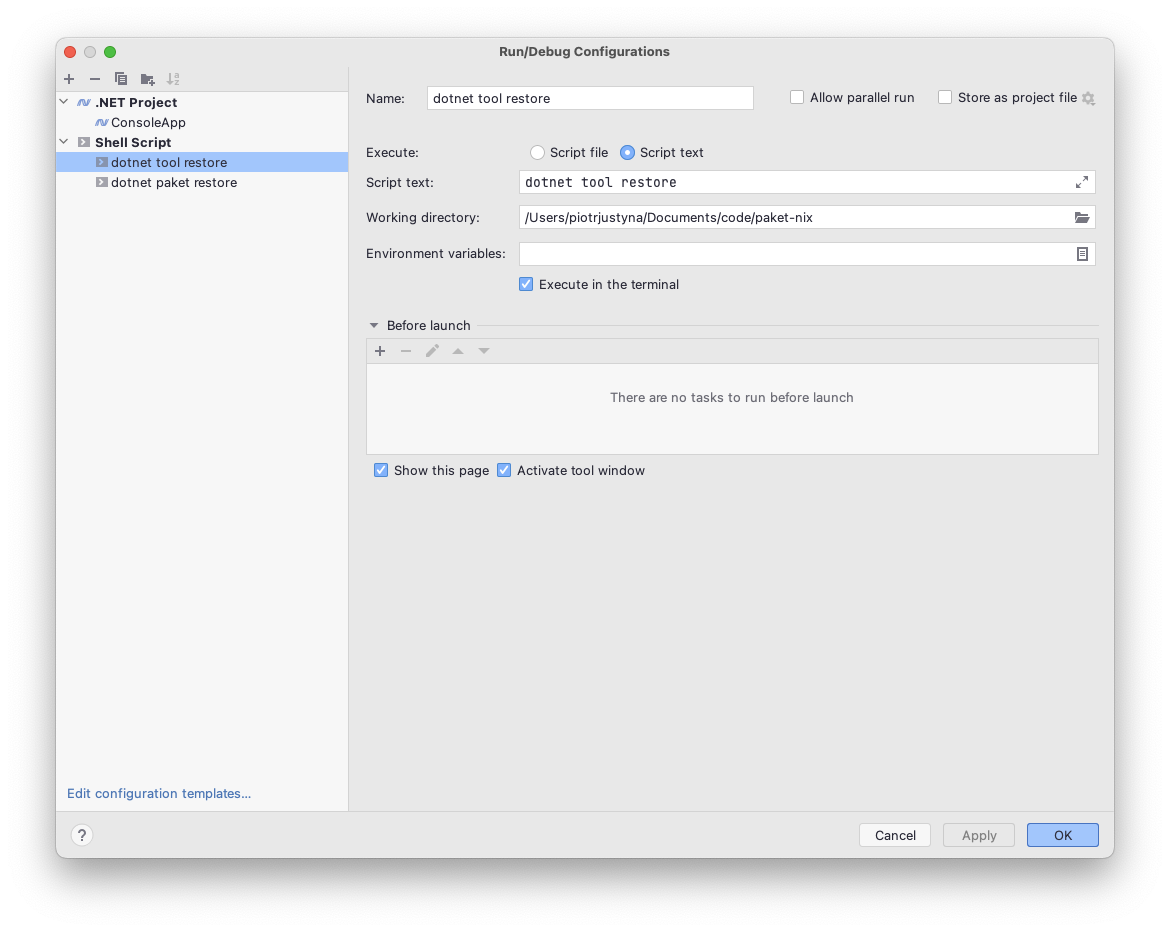 Run/Debug Configurations
.NET Project
ConsoleApp
Shell Script
dotnet tool restore
dotnet paket restore
Edit configuration templates...
Name: dotnet tool restore Allow parallel run Store as project file
Execute: Script file Script text
Script text: dotnet tool restore
Working directory: /Users/piotrjustyna/Documents/code/paket-nix
Environment variables:
Execute in the terminal
Before launch
There are no tasks to run before launch
Show this page Activate tool window
? Cancel Apply OK